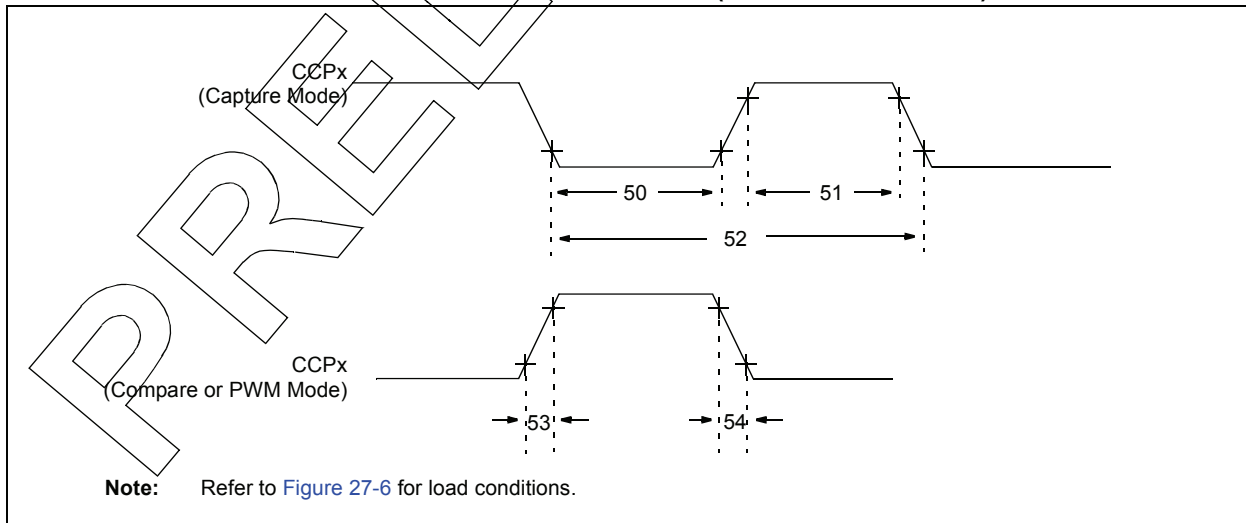 CCPx
(Capture Mode)
50
51
52
CCPx
(Compare or PWM Mode)
53
54
Note: Refer to Figure 27-6 for load conditions.